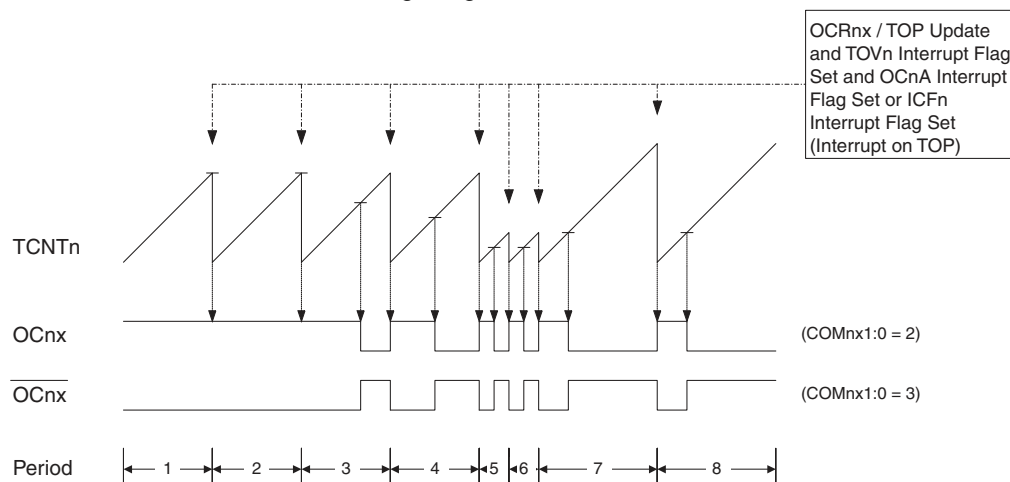 OCRnx / TOP Update
and TOVn Interrupt Flag
Set and OCnA Interrupt
Flag Set or ICFn
Interrupt Flag Set
(Interrupt on TOP)
TCNTn
OCnx
(COMnx1:0 = 2)
OCnx
(COMnx1:0 = 3)
Period
1 2 3 4 5 6 7 8